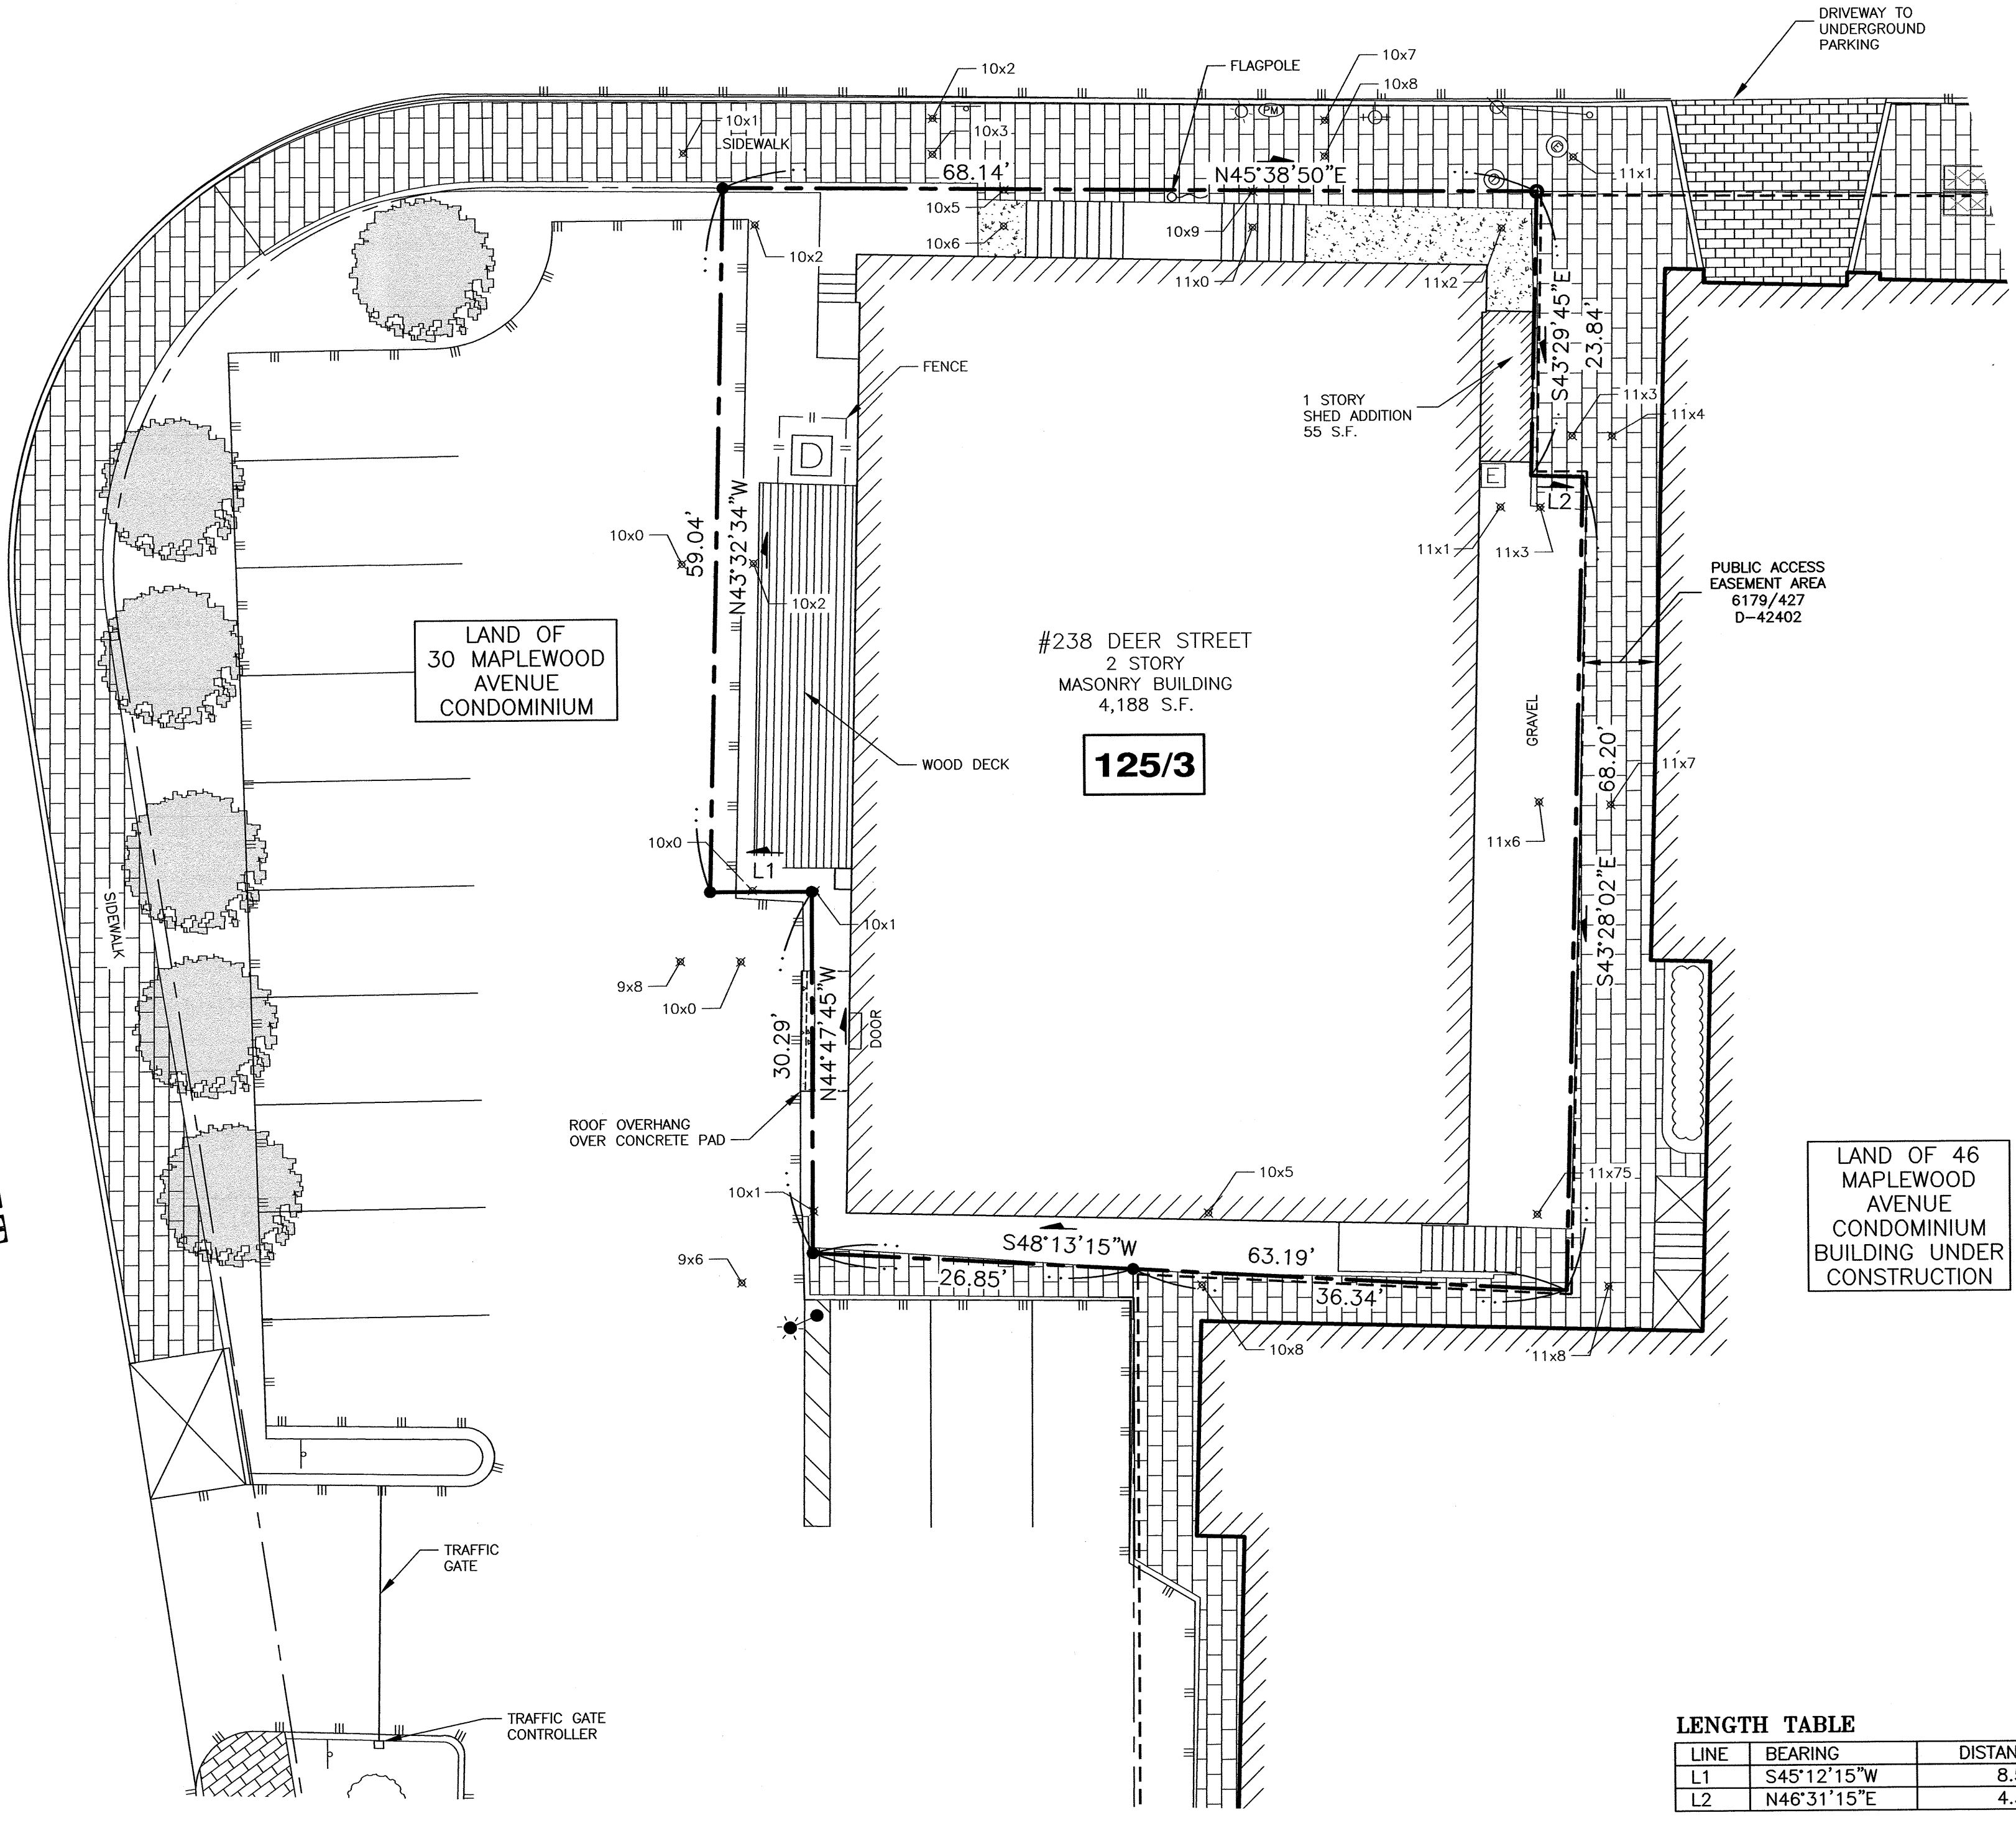 DRIVEWAY TO
UNDERGROUND
PARKING
10x7
FLAGPOLE
10x2
10x8
10x1
10x3
PM
SIDEWALK
68.14'
N45°38'50"E
11x1
10x5
10x9
10x6
10x2
11x0
11x2
S43°29'45"E
23.84'
FENCE
1 STORY
SHED ADDITION
55 S.F.
11x3
11x4
D
E
L2
59.04'
N43°32'34"W
10x0
10x2
11x1
11x3
PUBLIC ACCESS
EASEMENT AREA
6179/427
D-42402
LAND OF
30 MAPLEWOOD
AVENUE
CONDOMINIUM
#238 DEER STREET
2 STORY
MASONRY BUILDING
4,188 S.F.
125/3
GRAVEL
WOOD DECK
68.20'
S43°28'02"E
11x7
11x6
10x0
L1
10x1
SIDEWALK
9x8
10x0
30.29'
N44°47'45"W
DOOR
ROOF OVERHANG
OVER CONCRETE PAD
10x1
10x5
11x75
LAND OF 46
MAPLEWOOD
AVENUE
CONDOMINIUM
BUILDING UNDER
CONSTRUCTION
9x6
S48°13'15"W
63.19'
26.85'
36.34'
10x8
11x8
TRAFFIC
GATE
TRAFFIC GATE
CONTROLLER
LENGTH TABLE
LINE BEARING
L1 S45°12'15"W
L2 N46°31'15"E